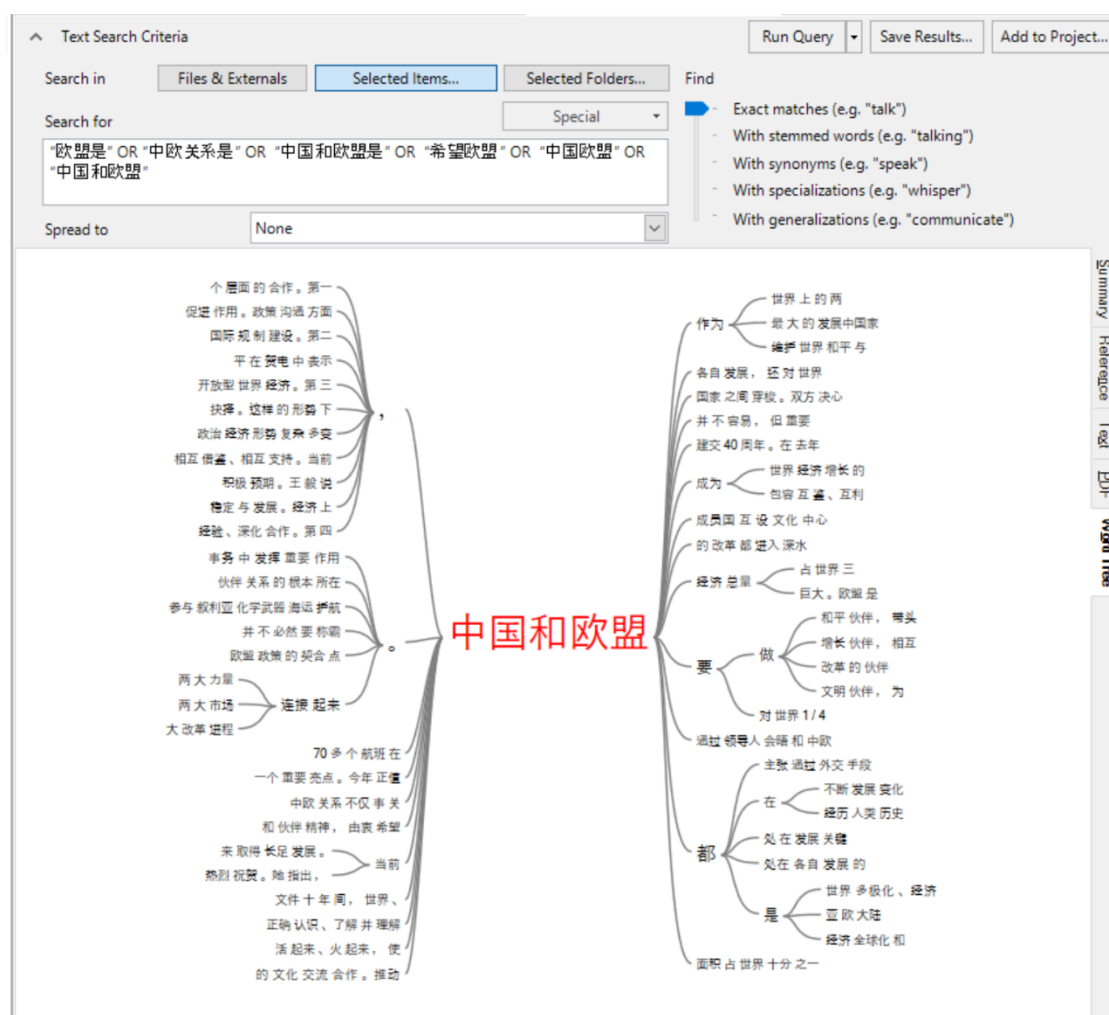 Text Search Criteria
Run Query
Save Results...
Add to Project...
Search in
Files & Externals
Selected Items...
Selected Folders...
Find
Search for
Special
Exact matches (e.g. "talk")
With stemmed words (e.g. "talking")
With synonyms (e.g. "speak")
With specializations (e.g. "whisper")
With generalizations (e.g. "communicate")
"欧盟是" OR "中欧关系是" OR "中国和欧盟是" OR "希望欧盟" OR "中国欧盟" OR
"中国和欧盟"
Spread to
None
个层面的合作。第一
促进作用。政策沟通方面
国际规制建设。第二
平在贺电中表示
开放型世界经济。第三
抉择。这样的形势下
政治经济形势复杂多变
相互借鉴、相互支持。当前
积极预期。王毅说
稳定与发展。经济上
经验、深化合作。第四
,
事务中发挥重要作用
伙伴关系的根本所在
参与叙利亚化学武器海运护航
并不必然要称霸
欧盟政策的契合点
两大力量
两大市场
大改革进程
连接起来
。
70多个航班在
一个重要亮点。今年正值
中欧关系不仅事关
和伙伴精神，由衷希望
来取得长足发展。
热烈祝贺。她指出，
当前
文件十年间，世界、
正确认识、了解并理解
活起来、火起来，使
的文化交流合作。推动
中国和欧盟
作为
世界上的两
最大的发展中国家
维护世界和平与
各自发展，还对世界
国家之间穿梭。双方决心
并不容易，但重要
建交40周年。在去年
成为
世界经济增长的
包容互鉴、互利
成员国互设文化中心
的改革都进入深水
经济总量
占世界三
巨大。欧盟是
要
做
和平伙伴，带头
增长伙伴，相互
改革的伙伴
文明伙伴，为
对世界1/4
通过领导人会晤和中欧
都
主张通过外交手段
在
不断发展变化
经历人类历史
处在发展关键
处在各自发展的
是
世界多极化、经济
亚欧大陆
经济全球化和
面积占世界十分之一
Summary
Reference
Text
PDF
Word Tree